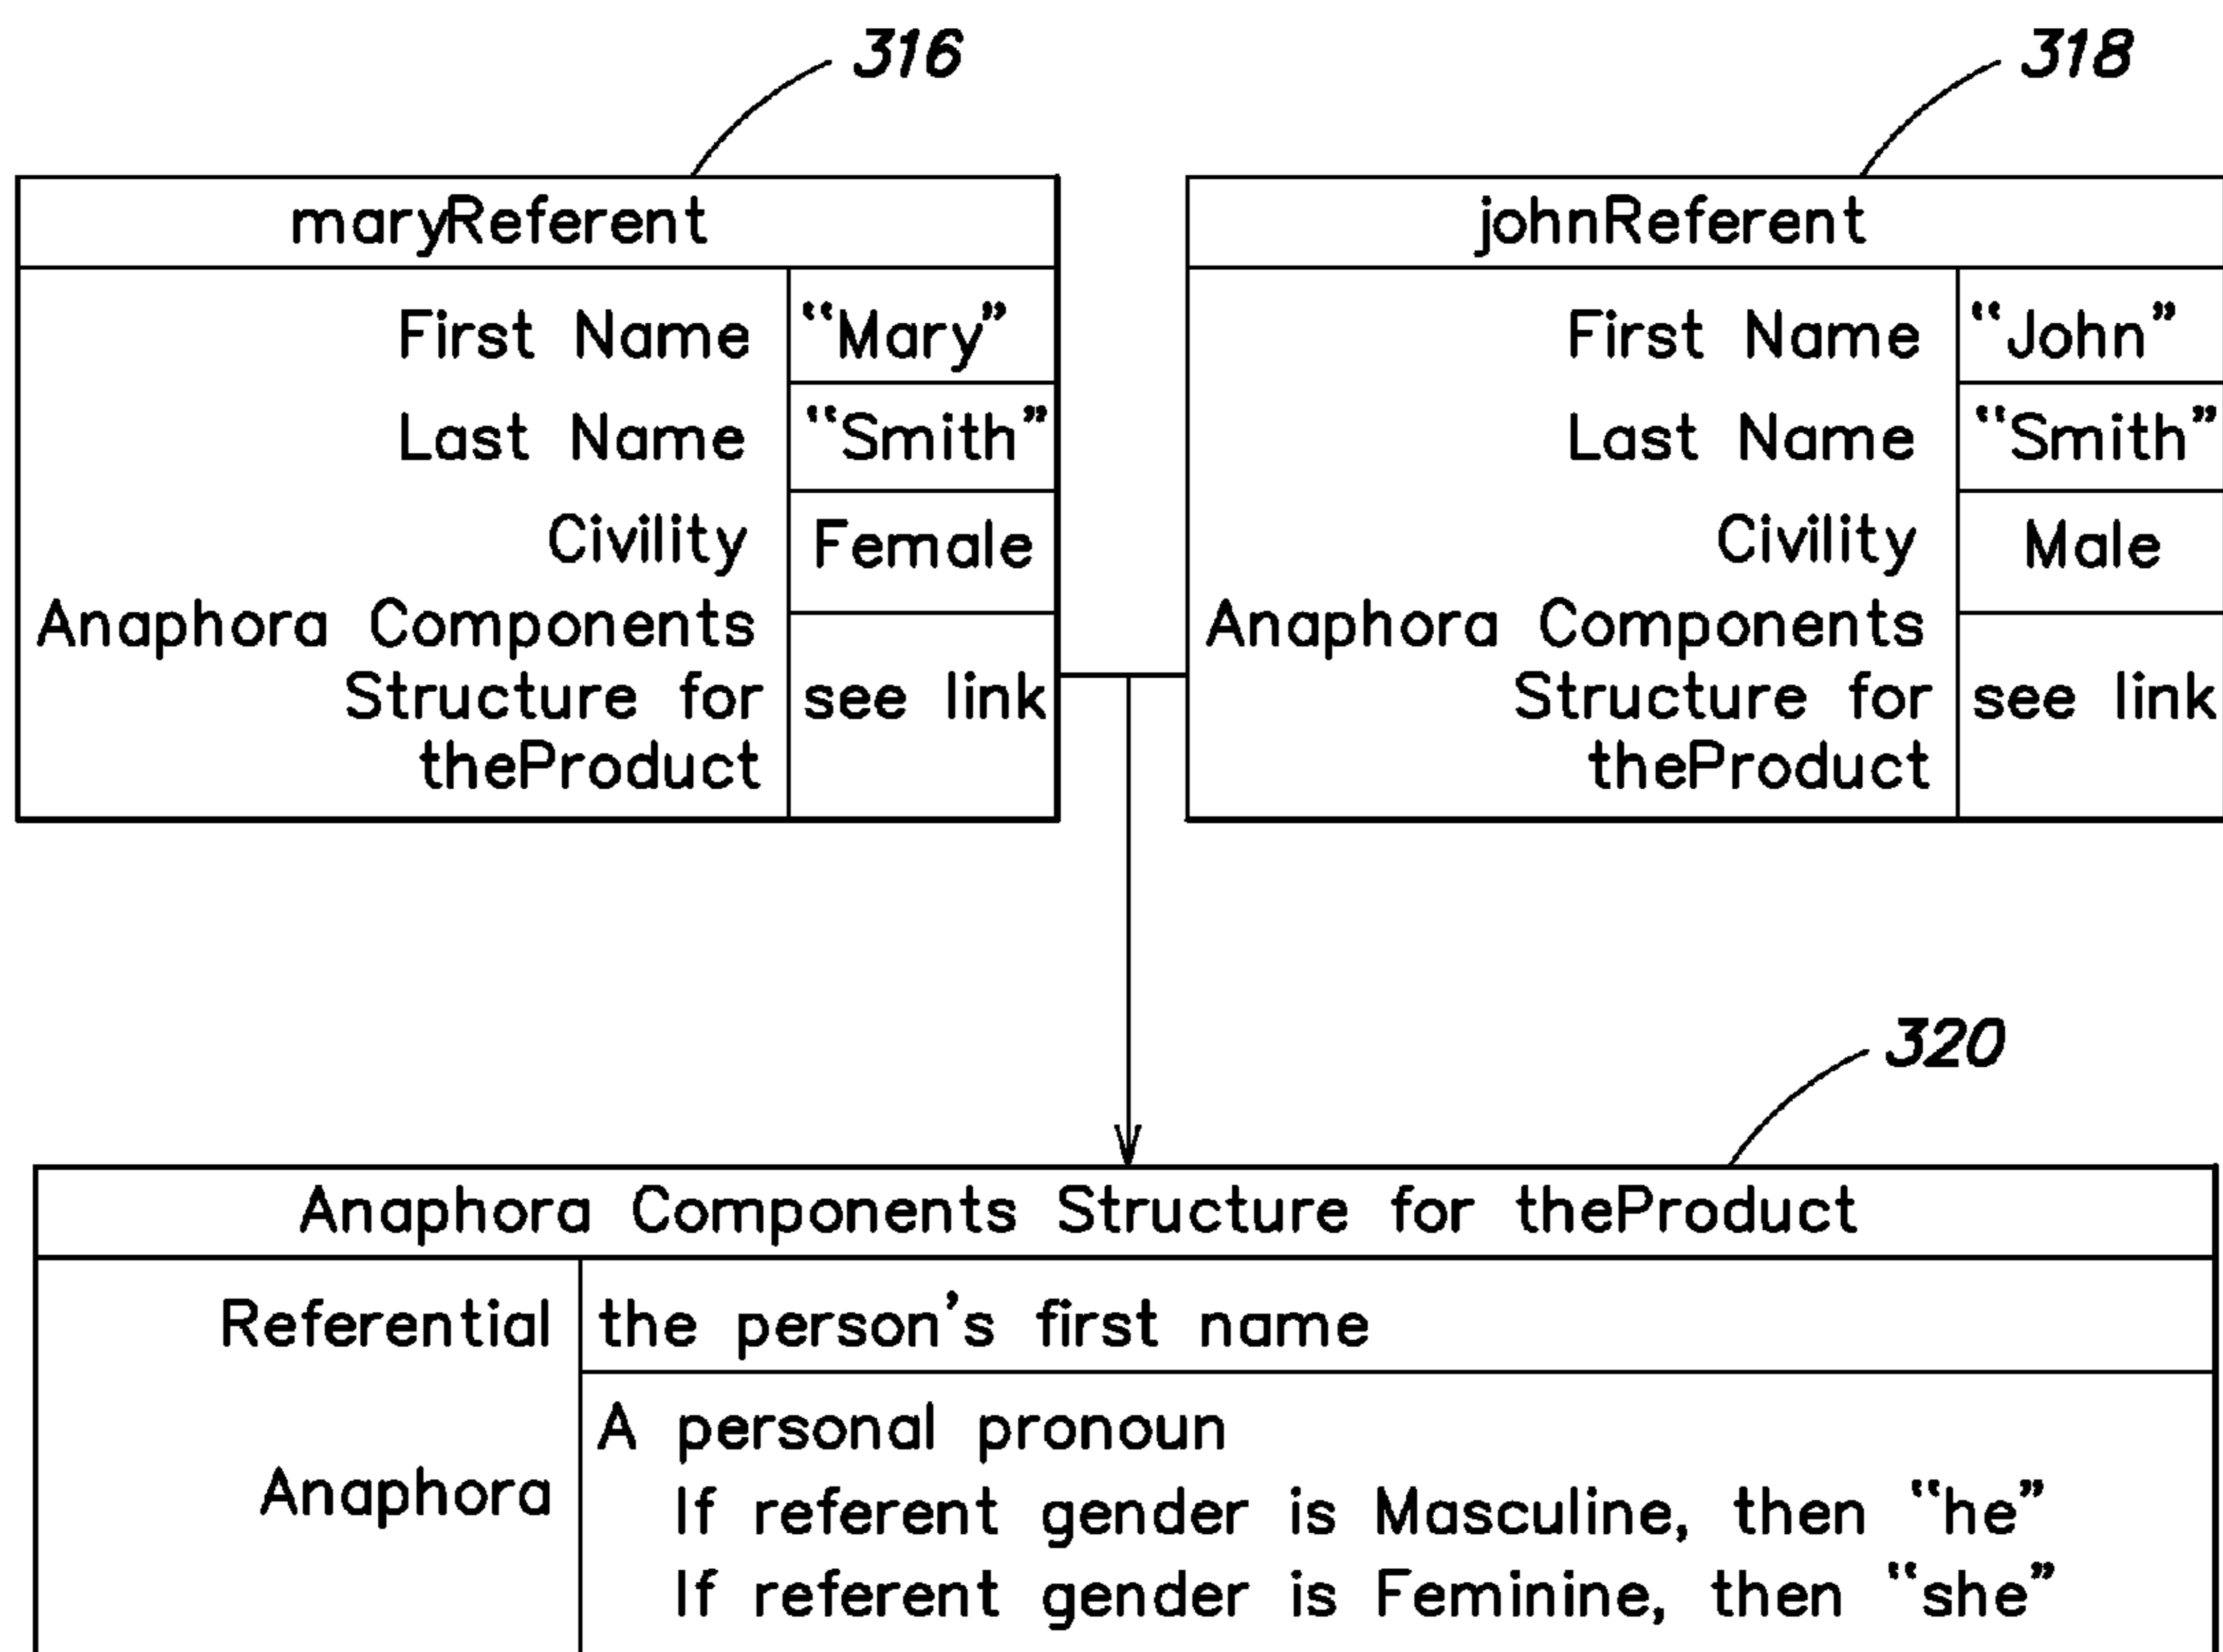 316
maryReferent
First Name "Mary"
Last Name "Smith"
Civility Female
Anaphora Components
Structure for see link
theProduct
318
johnReferent
First Name "John"
Last Name "Smith"
Civility Male
Anaphora Components
Structure for see link
theProduct
320
Anaphora Components Structure for theProduct
Referential the person's first name
A personal pronoun
Anaphora
If referent gender is Masculine, then "he"
If referent gender is Feminine, then "she"